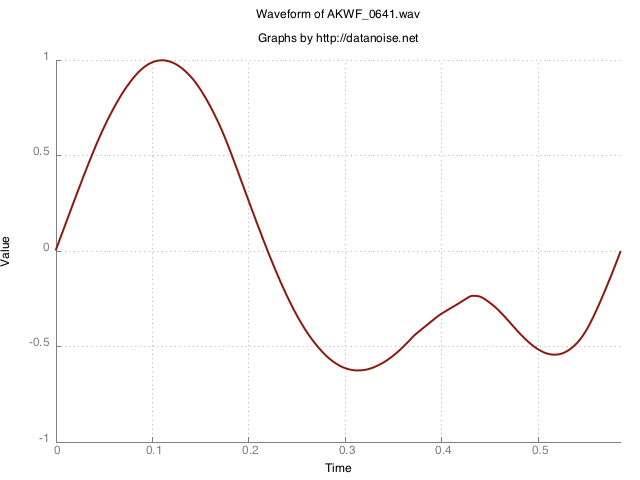 Waveform of AKWF_0641.wav
Graphs by http://datanoise.net
1
0.5
0
-0.5
-1
Value
0 0.1 0.2 0.3 0.4 0.5
Time